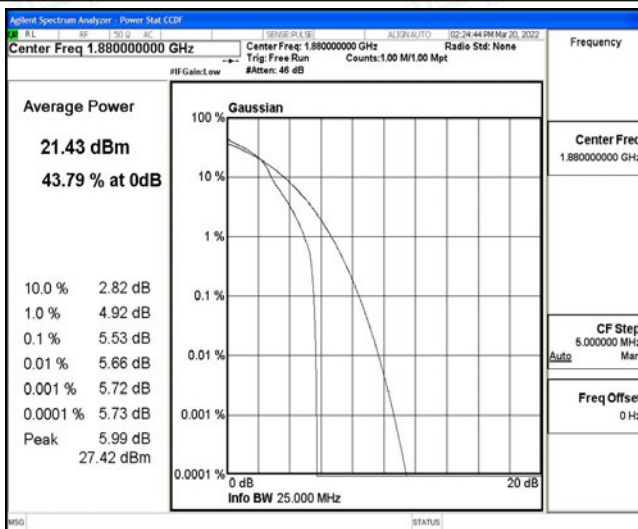 Agilent Spectrum Analyzer - Power Stat CCDF
RL RF 50 Ω AC SENSE:PULSE ALIGN AUTO 02:24:44 PM Mar 20, 2022
Center Freq 1.880000000 GHz
Center Freq: 1.880000000 GHz Radio Std: None
Trig: Free Run Counts:1.00 M/1.00 Mpt
#IFGain:Low #Atten: 46 dB
Frequency
Average Power
21.43 dBm
43.79 % at 0dB
10.0 % 2.82 dB
1.0 % 4.92 dB
0.1 % 5.53 dB
0.01 % 5.66 dB
0.001 % 5.72 dB
0.0001 % 5.73 dB
Peak 5.99 dB
27.42 dBm
Gaussian
100 %
10 %
1 %
0.1 %
0.01 %
0.001 %
0.0001 %
0 dB 20 dB
Info BW 25.000 MHz
Center Freq
1.880000000 GHz
CF Step
5.000000 MHz
Auto Man
Freq Offset
0 Hz
MSG STATUS